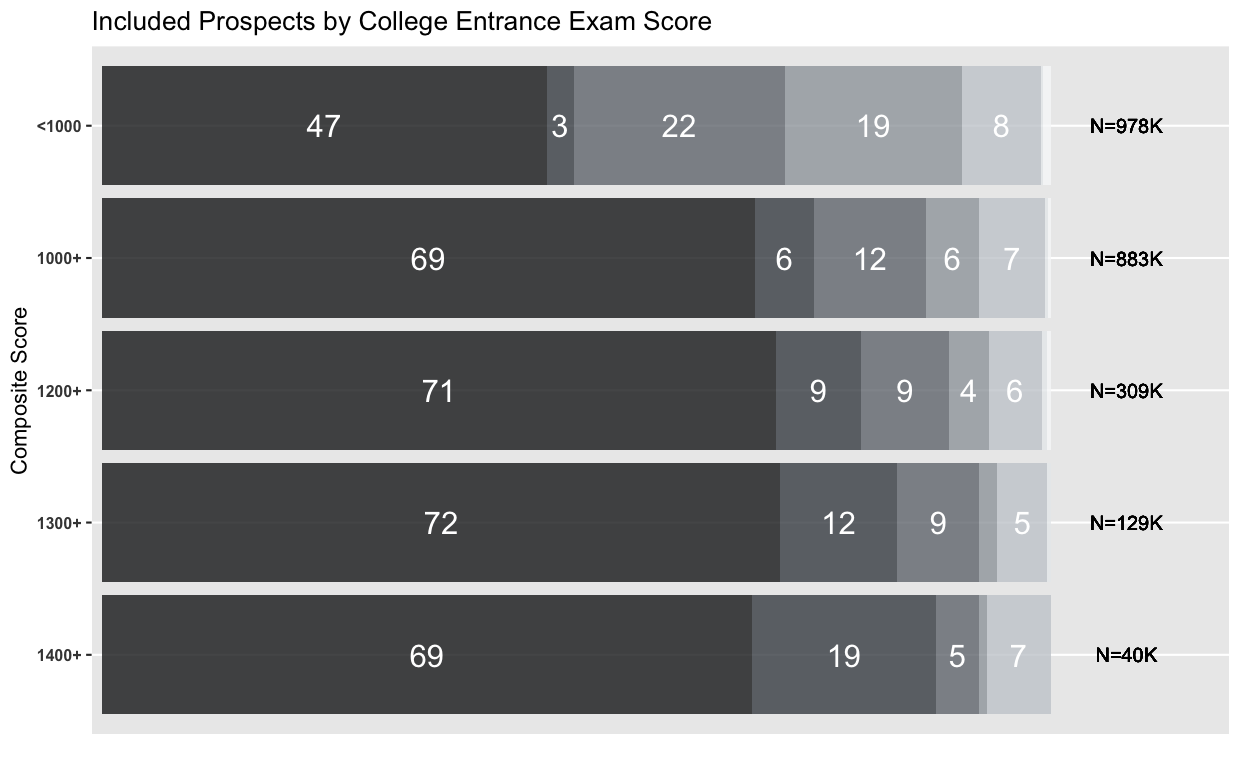 Included Prospects by College Entrance Exam Score
Composite Score
<1000 47 3 22 19 8 N=978K
1000+ 69 6 12 6 7 N=883K
1200+ 71 9 9 4 6 N=309K
1300+ 72 12 9 5 N=129K
1400+ 69 19 5 7 N=40K